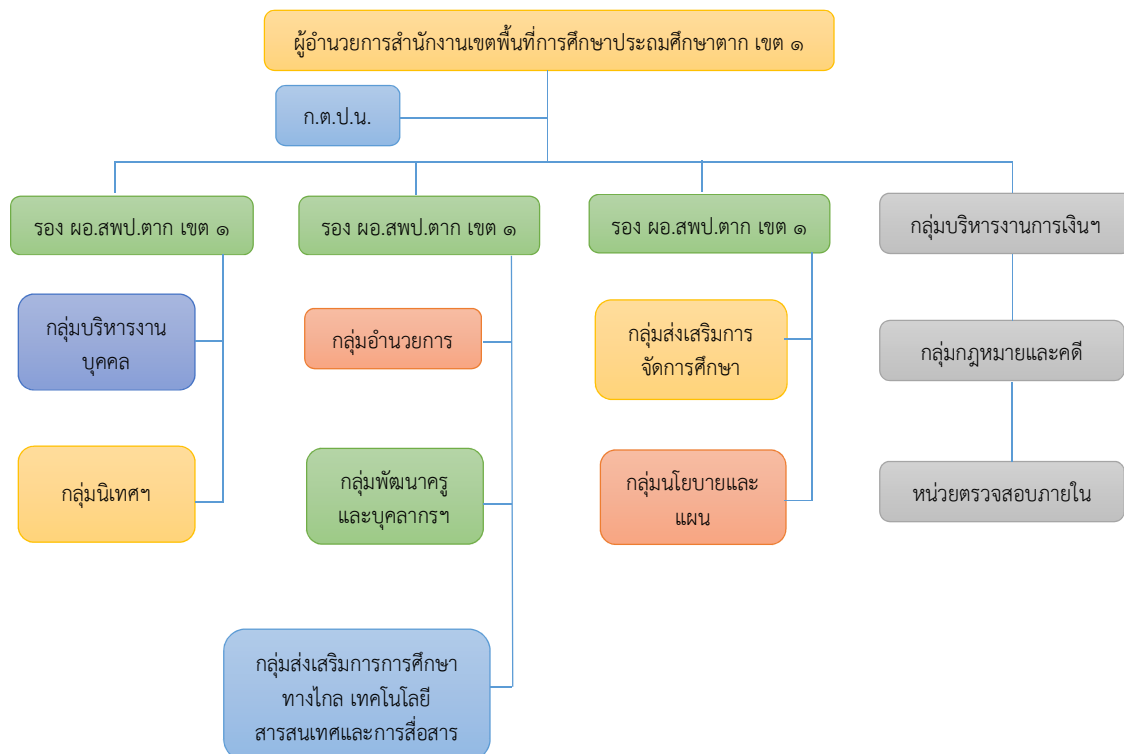 ผู้อำนวยการสำนักงานเขตพื้นที่การศึกษาประถมศึกษาตาก เขต ๑
ก.ต.ป.น.
รอง ผอ.สพป.ตาก เขต ๑
รอง ผอ.สพป.ตาก เขต ๑
รอง ผอ.สพป.ตาก เขต ๑
กลุ่มบริหารงานการเงินฯ
กลุ่มบริหารงาน
บุคคล
กลุ่มอำนวยการ
กลุ่มส่งเสริมการ
จัดการศึกษา
กลุ่มกฎหมายและคดี
กลุ่มนิเทศฯ
กลุ่มพัฒนาครู
และบุคลากรฯ
กลุ่มนโยบายและ
แผน
หน่วยตรวจสอบภายใน
กลุ่มส่งเสริมการการศึกษา
ทางไกล เทคโนโลยี
สารสนเทศและการสื่อสาร